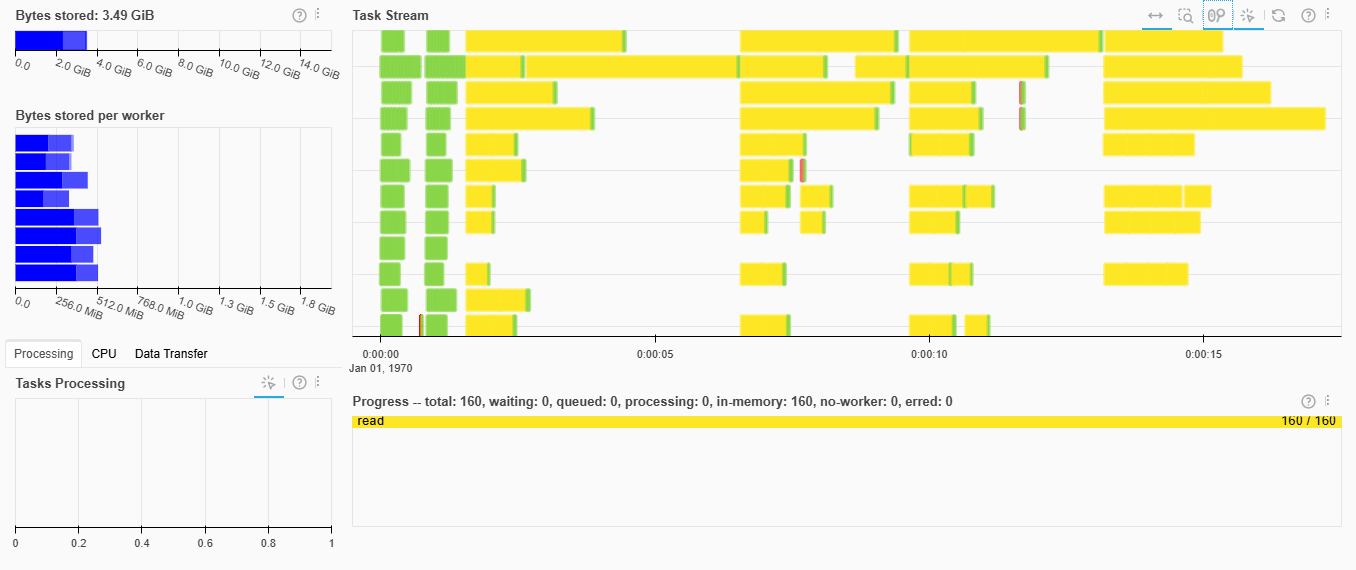 Bytes stored: 3.49 GiB
0.0 2.0 GiB 4.0 GiB 6.0 GiB 8.0 GiB 10.0 GiB 12.0 GiB 14.0 GiB
Bytes stored per worker
0.0 256.0 MiB 512.0 MiB 768.0 MiB 1.0 GiB 1.3 GiB 1.5 GiB 1.8 GiB
Processing CPU Data Transfer
Tasks Processing
0 0.2 0.4 0.6 0.8 1
Task Stream
0:00:00 0:00:05 0:00:10 0:00:15
Jan 01, 1970
Progress -- total: 160, waiting: 0, queued: 0, processing: 0, in-memory: 160, no-worker: 0, erred: 0
read 160 / 160